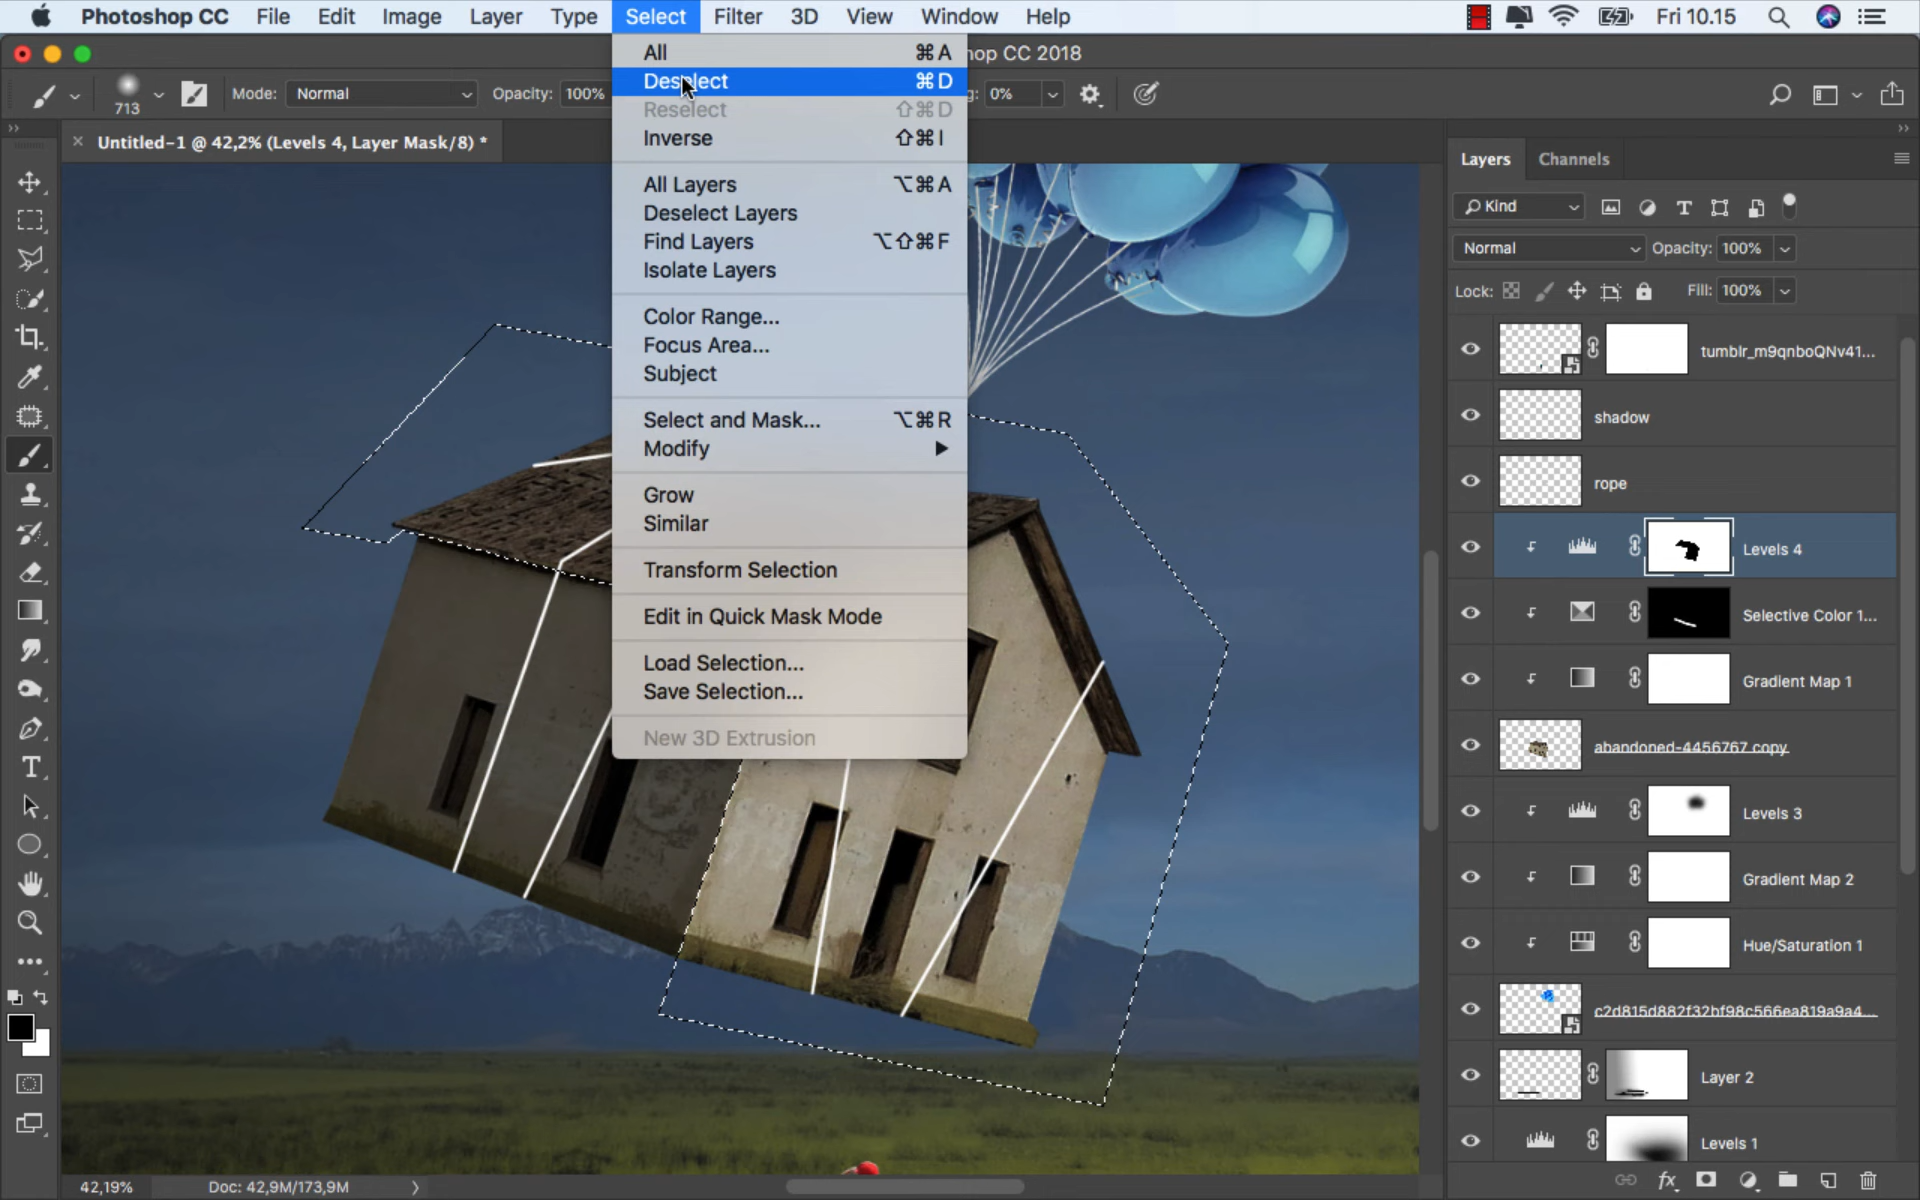 Photoshop CC File Edit Image Layer Type Select Filter 3D View Window Help Fri 10.15
hop CC 2018
713 Mode: Normal Opacity: 100% g: 0%
× Untitled-1 @ 42,2% (Levels 4, Layer Mask/8) *
All ⌘A
Deselect ⌘D
Reselect ⇧⌘D
Inverse ⇧⌘I
All Layers ⌥⌘A
Deselect Layers
Find Layers ⌥⇧⌘F
Isolate Layers
Color Range...
Focus Area...
Subject
Select and Mask... ⌥⌘R
Modify ▶
Grow
Similar
Transform Selection
Edit in Quick Mask Mode
Load Selection...
Save Selection...
New 3D Extrusion
Layers Channels
Kind
Normal Opacity: 100%
Lock: Fill: 100%
tumblr_m9qnboQNv41...
shadow
rope
Levels 4
Selective Color 1...
Gradient Map 1
abandoned-4456767 copy
Levels 3
Gradient Map 2
Hue/Saturation 1
c2d815d882f32bf98c566ea819a9a4...
Layer 2
Levels 1
42,19% Doc: 42,9M/173,9M